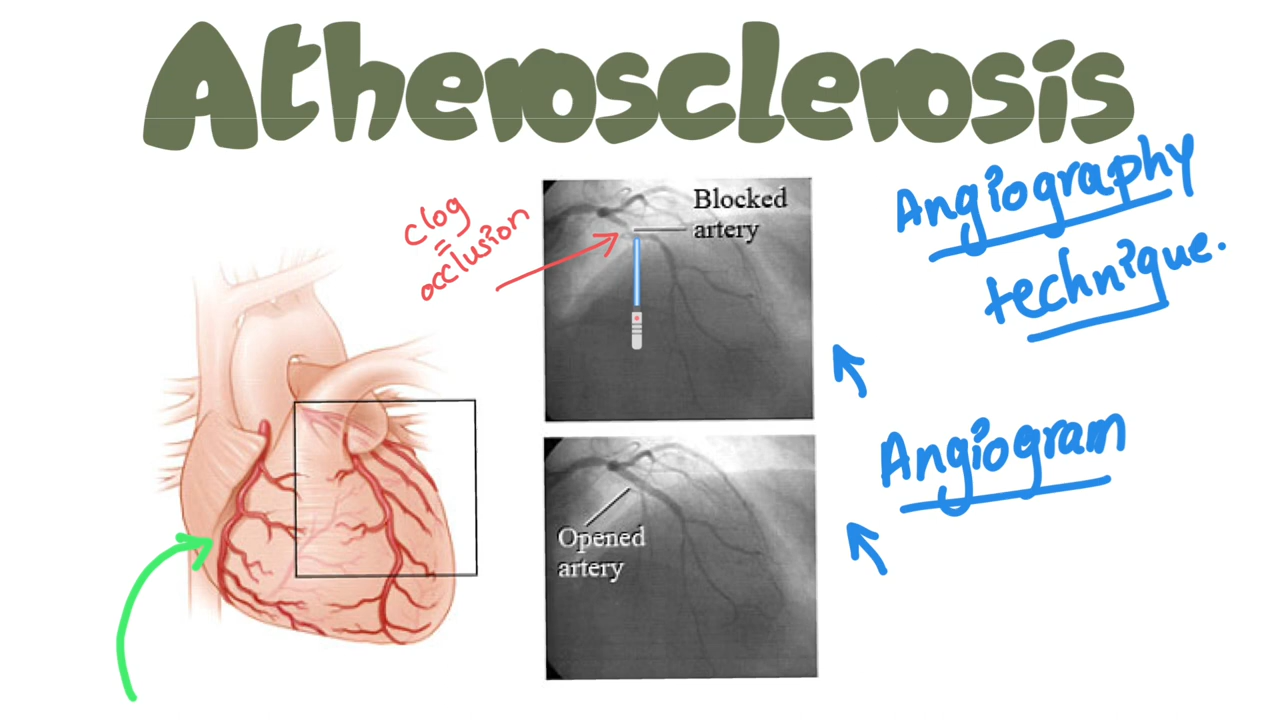 Atherosclerosis
clog
=
occlusion
Blocked
artery
Angiography
technique.
Angiogram
Opened
artery